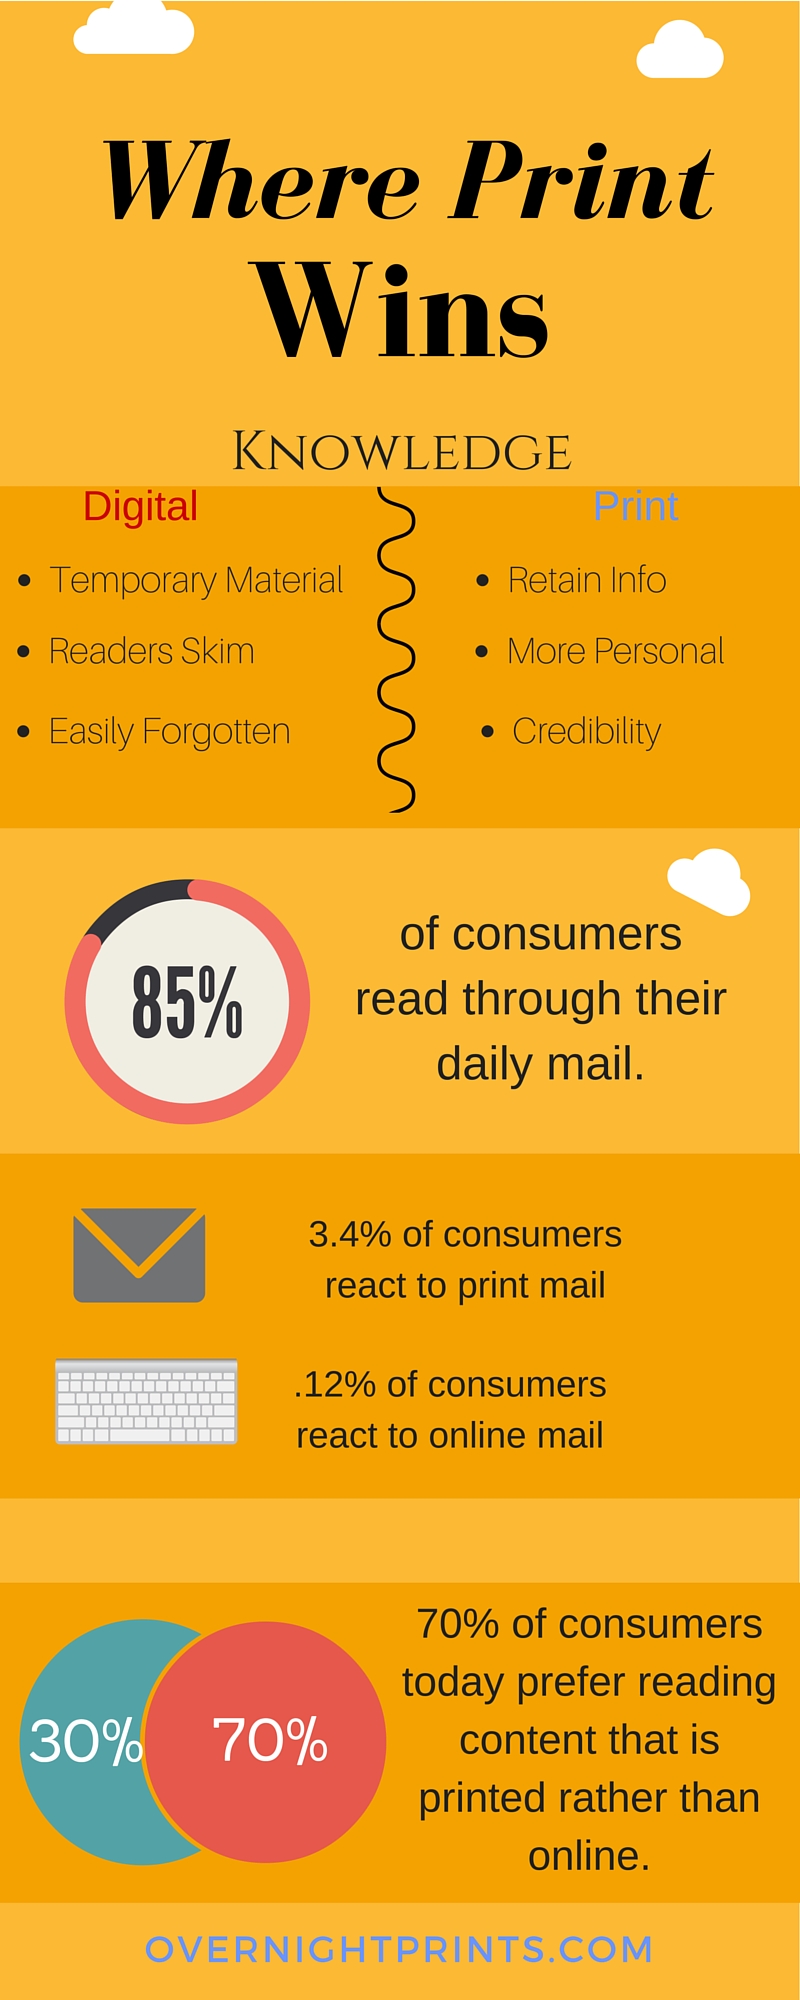 Where Print
Wins
Knowledge
Digital
Temporary Material
Readers Skim
Easily Forgotten
Print
Retain Info
More Personal
Credibility
85%
of consumers
read through their
daily mail.
3.4% of consumers
react to print mail
.12% of consumers
react to online mail
30%
70%
70% of consumers
today prefer reading
content that is
printed rather than
online.
OVERNIGHTPRINTS.COM